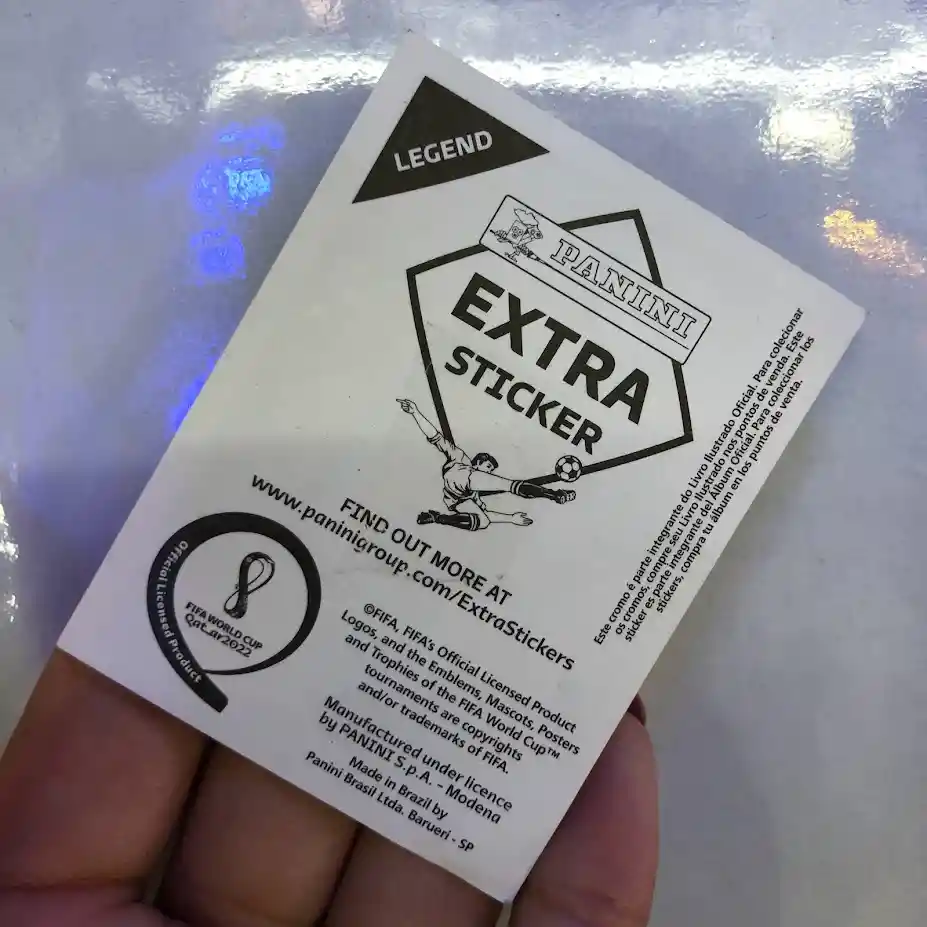 LEGEND
PANINI
EXTRA
STICKER
FIND OUT MORE AT
www.paninigroup.com/ExtraStickers
Official Licensed Product
FIFA WORLD CUP
Qatar2022
©FIFA, FIFA's Official Licensed Product
Logos, and the Emblems, Mascots, Posters
and Trophies of the FIFA World Cup™
tournaments are copyrights
and/or trademarks of FIFA.
Manufactured under licence
by PANINI S.p.A. - Modena
Made in Brazil by
Panini Brasil Ltda. Barueri - SP
Este cromo é parte integrante do Livro Ilustrado Oficial. Para colecionar
os cromos, compre seu Livro Ilustrado nos pontos de venda. Este
sticker es parte integrante del Álbum Oficial. Para coleccionar los
stickers, compra tu álbum en los puntos de venta.